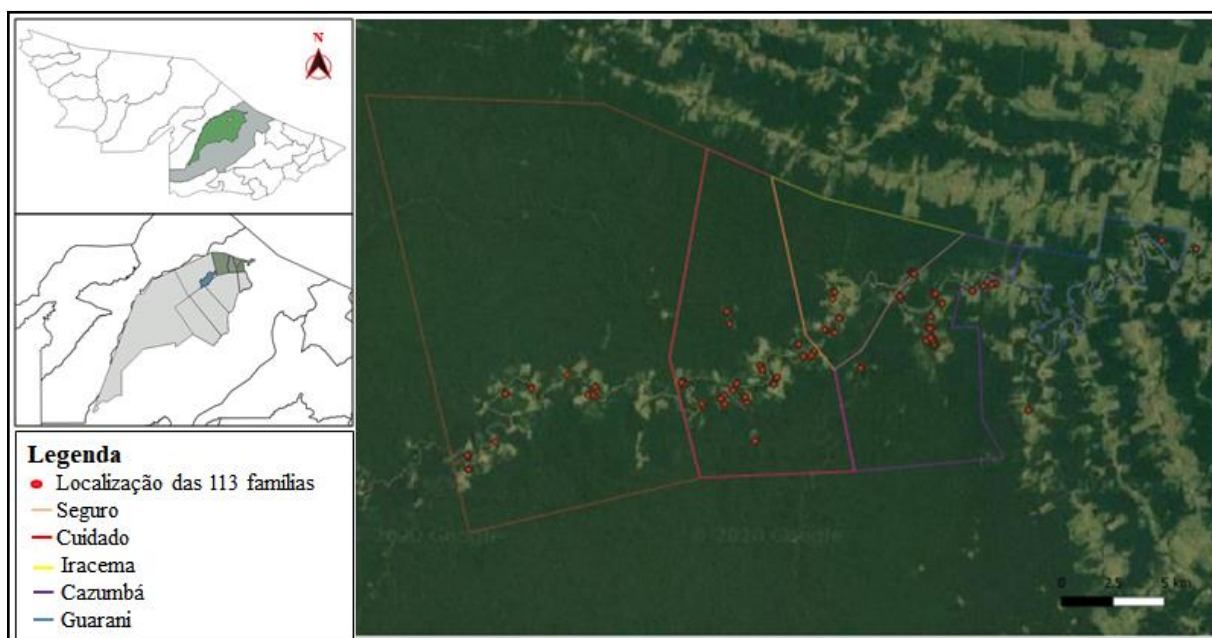 N
Legenda
Localização das 113 famílias
Seguro
Cuidado
Iracema
Cazumbá
Guarani
2020 Google
© 2020 Google
0 2.5 5 km